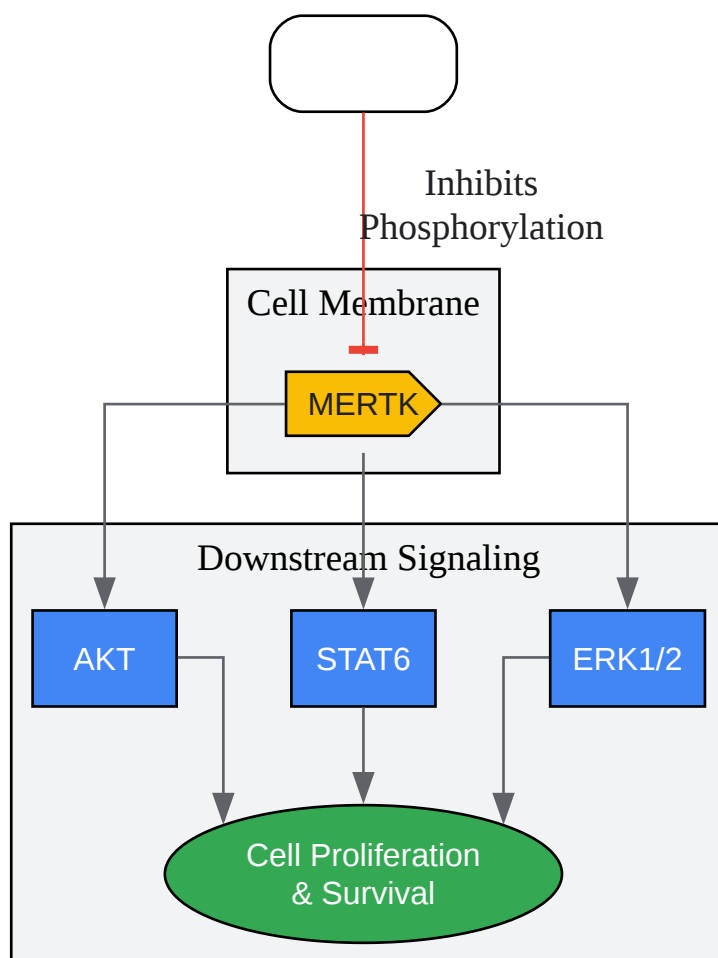 Inhibits
Phosphorylation
Cell Membrane
MERTK
Downstream Signaling
AKT
STAT6
ERK1/2
Cell Proliferation
& Survival